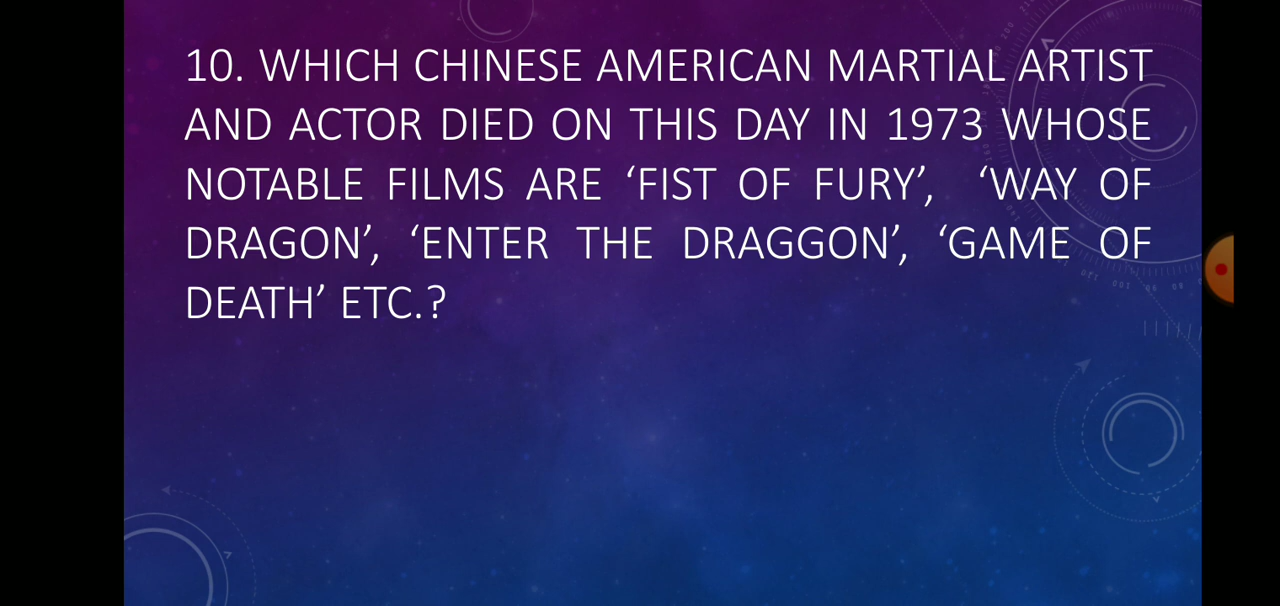 10. WHICH CHINESE AMERICAN MARTIAL ARTIST
AND ACTOR DIED ON THIS DAY IN 1973 WHOSE
NOTABLE FILMS ARE ‘FIST OF FURY’, ‘WAY OF
DRAGON’, ‘ENTER THE DRAGGON’, ‘GAME OF
DEATH’ ETC.?